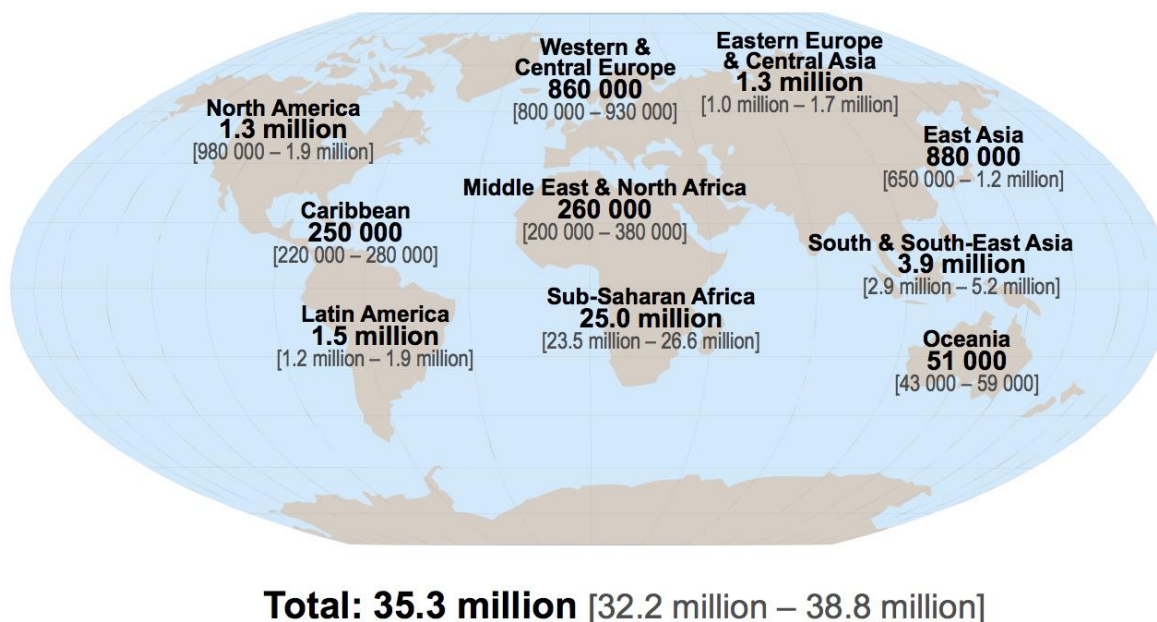 Western &
Central Europe
860 000
[800 000 – 930 000]
Eastern Europe
& Central Asia
1.3 million
[1.0 million – 1.7 million]
North America
1.3 million
[980 000 – 1.9 million]
East Asia
880 000
[650 000 – 1.2 million]
Middle East & North Africa
260 000
[200 000 – 380 000]
Caribbean
250 000
[220 000 – 280 000]
South & South-East Asia
3.9 million
[2.9 million – 5.2 million]
Sub-Saharan Africa
25.0 million
[23.5 million – 26.6 million]
Latin America
1.5 million
[1.2 million – 1.9 million]
Oceania
51 000
[43 000 – 59 000]
Total: 35.3 million [32.2 million – 38.8 million]